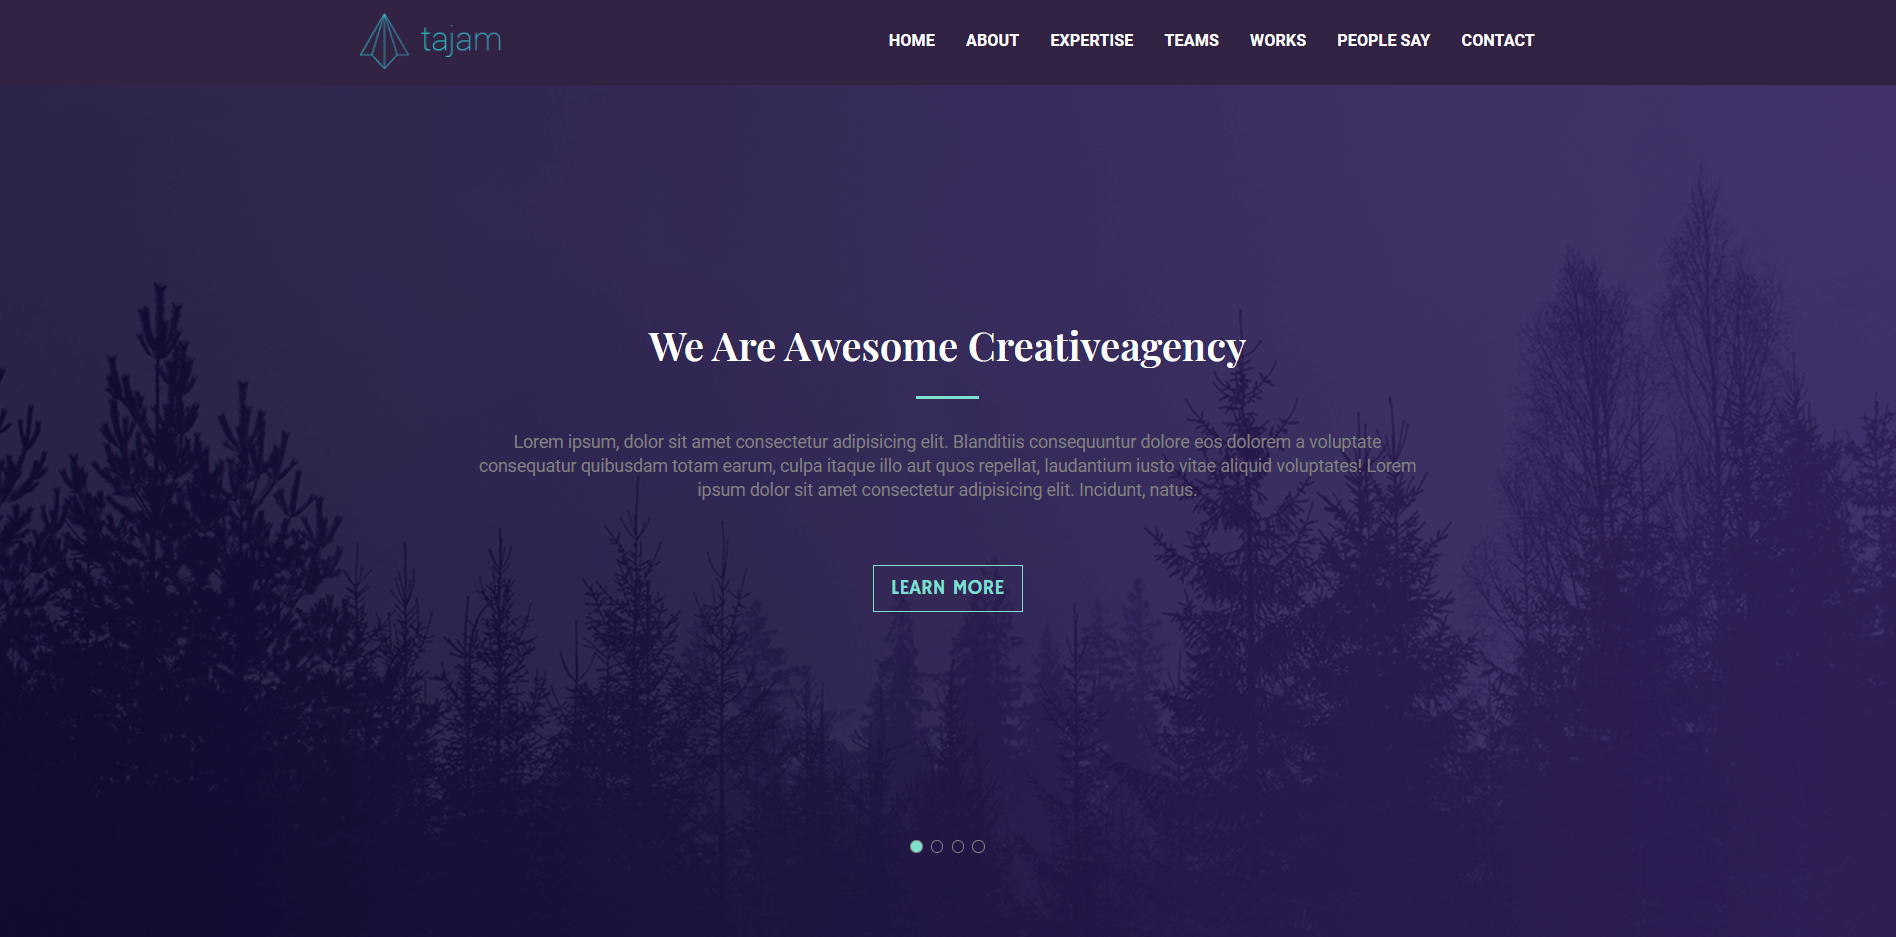 tajam
HOME ABOUT EXPERTISE TEAMS WORKS PEOPLE SAY CONTACT
We Are Awesome Creativeagency
Lorem ipsum, dolor sit amet consectetur adipisicing elit. Blanditiis consequuntur dolore eos dolorem a voluptate
consequatur quibusdam totam earum, culpa itaque illo aut quos repellat, laudantium iusto vitae aliquid voluptates! Lorem
ipsum dolor sit amet consectetur adipisicing elit. Incidunt, natus.
LEARN MORE